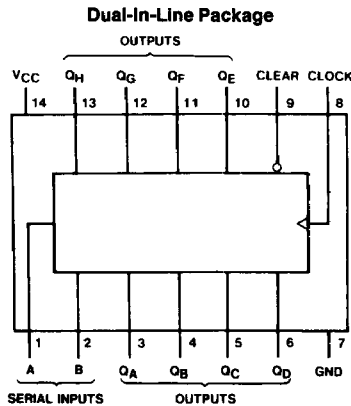 Dual-In-Line Package
OUTPUTS
VCC QH QG QF QE CLEAR CLOCK
14 13 12 11 10 9 8
1 2 3 4 5 6 7
A B QA QB QC QD GND
SERIAL INPUTS OUTPUTS